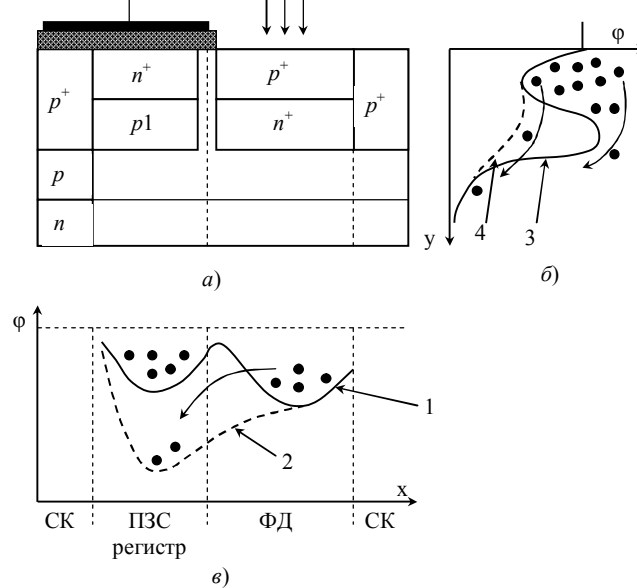 φ
n+
p+
p+
p+
p1
n+
p
n
y
4
3
а)
б)
φ
1
2
x
СК
ПЗС
регистр
ФД
СК
в)